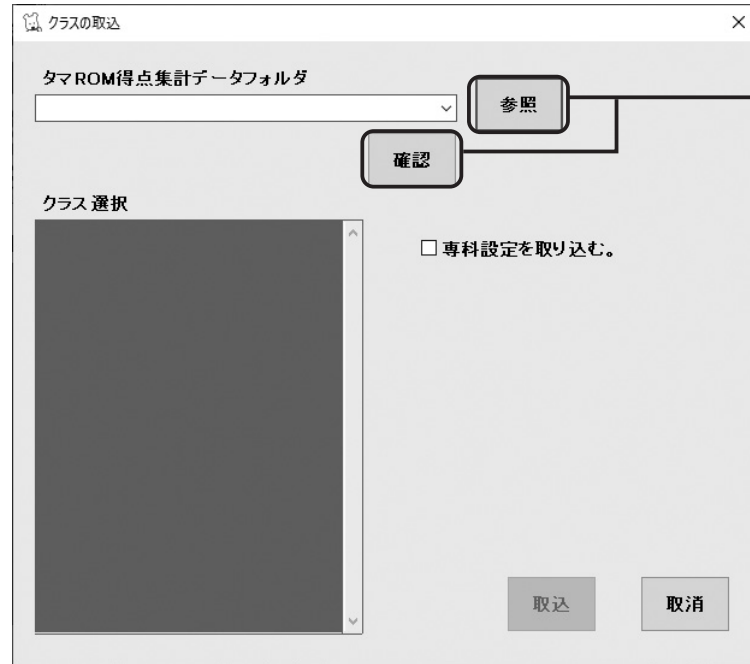 クラスの取込
タマROM得点集計データフォルダ
参照
確認
クラス選択
専科設定を取り込む。
取込
取消